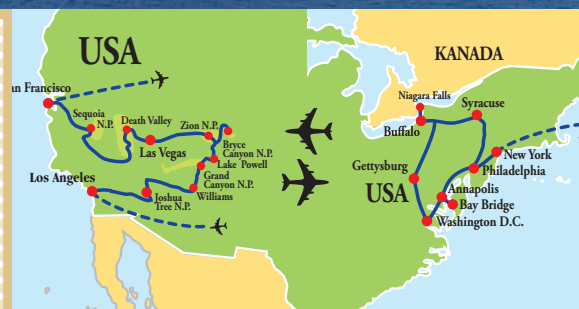 USA
an Francisco
Sequoia
N.P.
Death Valley
Las Vegas
Zion N.P.
Bryce
Canyon N.P.
Lake Powell
Grand
Canyon N.P.
Williams
Los Angeles
Joshua
Tree N.P.
KANADA
Niagara Falls
Buffalo
Syracuse
New York
Philadelphia
Gettysburg
USA
Annapolis
Bay Bridge
Washington D.C.